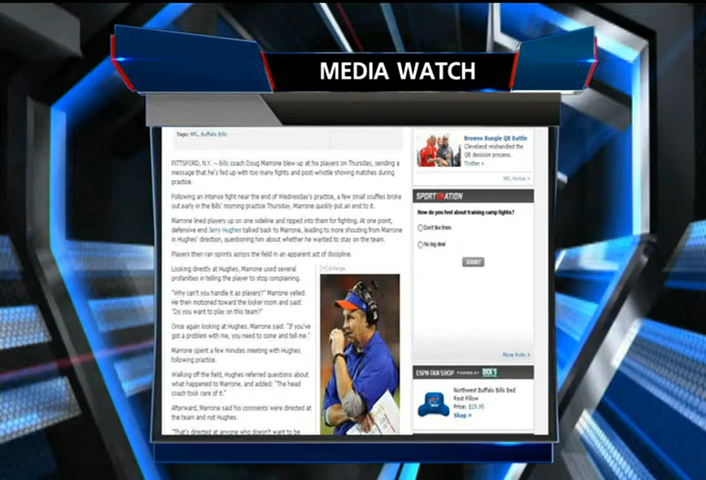 MEDIA WATCH
Tags: NFL, Buffalo Bills
PITTSFORD, N.Y. -- Bills coach Doug Marrone blew up at his players on Thursday, sending a
message that he's fed up with too many fights and post-whistle shoving matches during
practice.
Following an intense fight near the end of Wednesday's practice, a few small scuffles broke
out early in the Bills' morning practice Thursday. Marrone quickly put an end to it.
Marrone lined players up on one sideline and ripped into them for fighting. At one point,
defensive end Jerry Hughes talked back to Marrone, leading to more shouting from Marrone
in Hughes' direction, questioning him about whether he wanted to stay on the team.
Players then ran sprints across the field in an apparent act of discipline.
Looking directly at Hughes, Marrone used several
profanities in telling the player to stop complaining.
"Why can't you handle it as players?" Marrone yelled.
He then motioned toward the locker room and said:
"Do you want to play on this team?"
Once again looking at Hughes, Marrone said: "If you've
got a problem with me, you need to come and tell me."
Marrone spent a few minutes meeting with Hughes
following practice.
Walking off the field, Hughes referred questions about
what happened to Marrone, and added: "The head
coach took care of it."
Afterward, Marrone said his comments were directed at
the team and not Hughes.
"That's directed at anyone who doesn't want to be
[+] Enlarge
Browns Bungle QB Battle
Cleveland mishandled the
QB decision process.
Trotter »
NFL Home »
SPORTSNATION
How do you feel about training camp fights?
Don't like them
No big deal
SUBMIT
More Polls »
ESPN FAN SHOP
DICK'S
Northwest Buffalo Bills Bed
Rest Pillow
Price: $29.95
Shop »